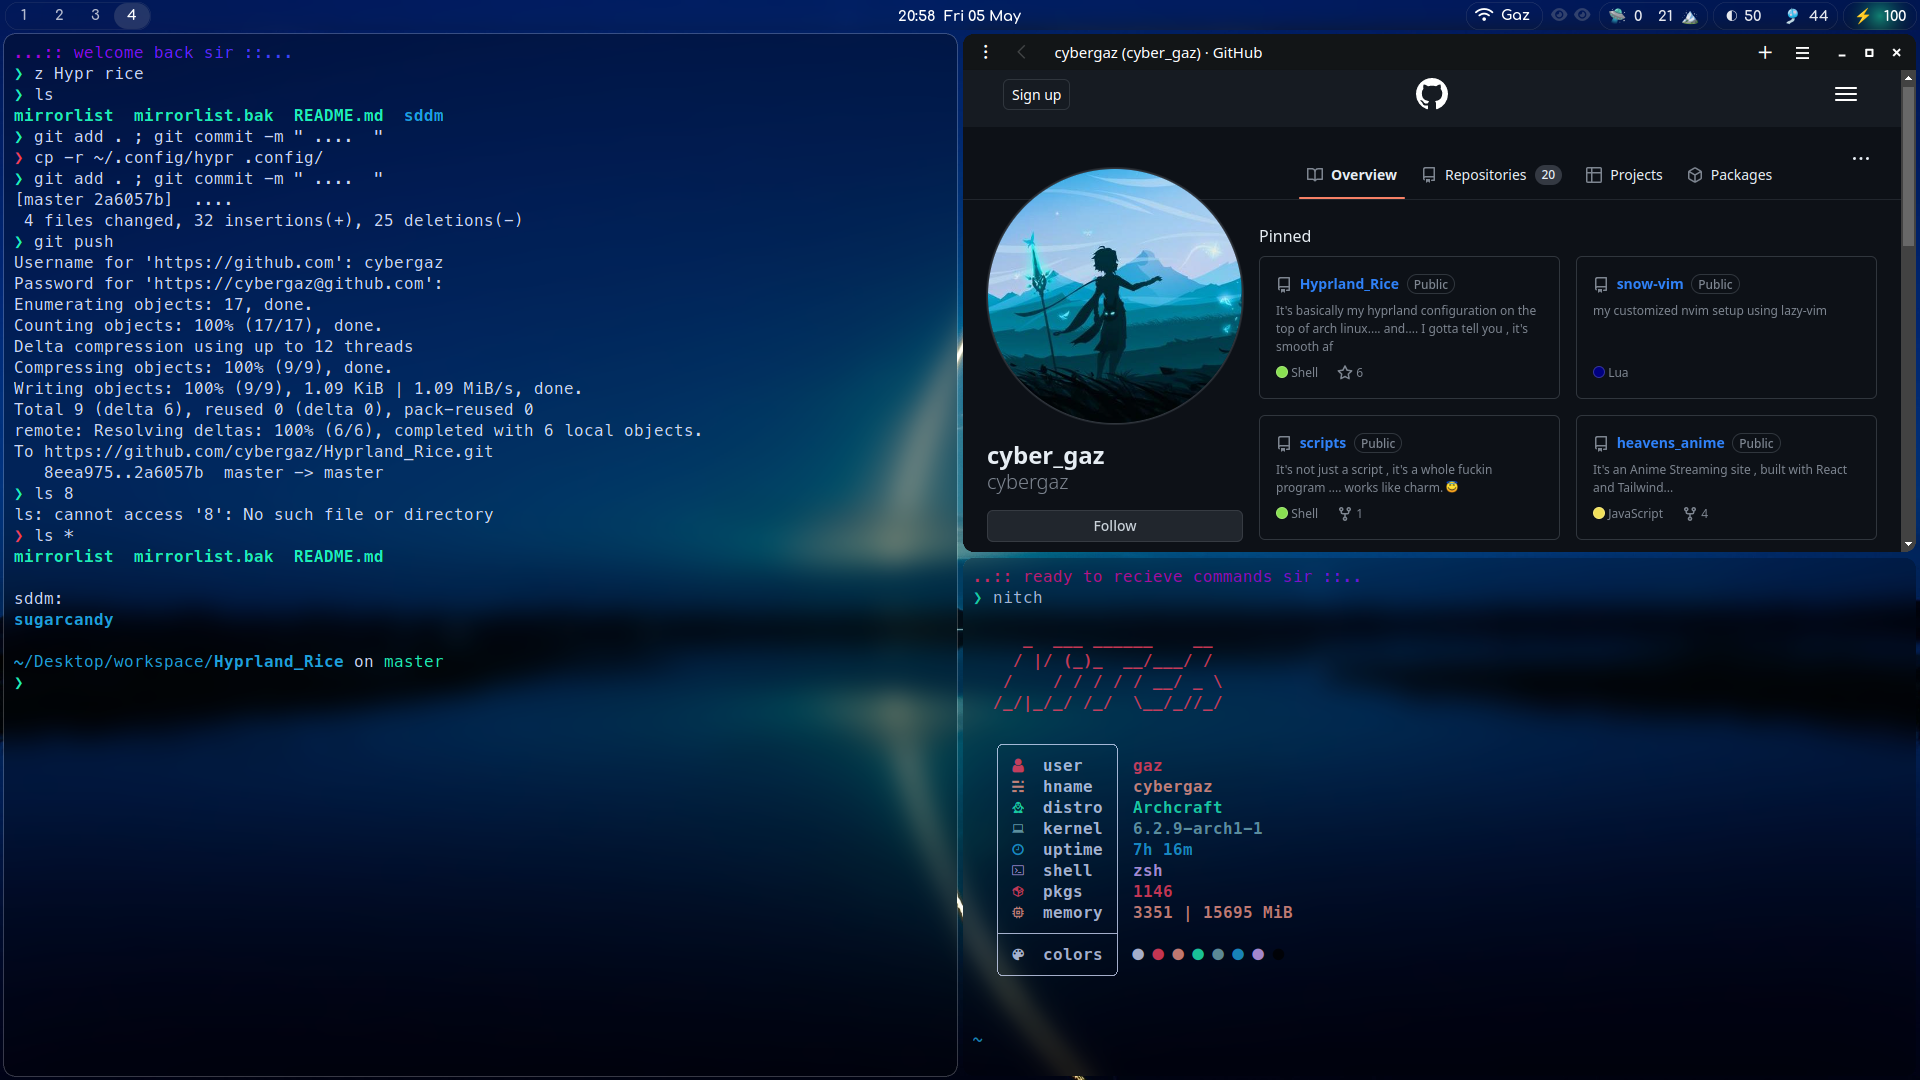 1 2 3 4
20:58 Fri 05 May
Gaz 0 21 50 44 100
...:: welcome back sir ::...
❯ z Hypr rice
❯ ls
mirrorlist  mirrorlist.bak  README.md  sddm
❯ git add . ; git commit -m " ....  "
❯ cp -r ~/.config/hypr .config/
❯ git add . ; git commit -m " ....  "
[master 2a6057b]  ....
 4 files changed, 32 insertions(+), 25 deletions(-)
❯ git push
Username for 'https://github.com': cybergaz
Password for 'https://cybergaz@github.com':
Enumerating objects: 17, done.
Counting objects: 100% (17/17), done.
Delta compression using up to 12 threads
Compressing objects: 100% (9/9), done.
Writing objects: 100% (9/9), 1.09 KiB | 1.09 MiB/s, done.
Total 9 (delta 6), reused 0 (delta 0), pack-reused 0
remote: Resolving deltas: 100% (6/6), completed with 6 local objects.
To https://github.com/cybergaz/Hyprland_Rice.git
   8eea975..2a6057b  master -> master
❯ ls 8
ls: cannot access '8': No such file or directory
❯ ls *
mirrorlist  mirrorlist.bak  README.md
sddm:
sugarcandy
~/Desktop/workspace/Hyprland_Rice on master
❯
cybergaz (cyber_gaz) · GitHub
Sign up
Overview
Repositories 20
Projects
Packages
cyber_gaz
cybergaz
Follow
Pinned
Hyprland_Rice Public
It's basically my hyprland configuration on the
top of arch linux.... and.... I gotta tell you , it's
smooth af
Shell 6
snow-vim Public
my customized nvim setup using lazy-vim
Lua
scripts Public
It's not just a script , it's a whole fuckin
program .... works like charm. 😇
Shell 1
heavens_anime Public
It's an Anime Streaming site , built with React
and Tailwind...
JavaScript 4
..:: ready to recieve commands sir ::..
❯ nitch
   _  ___ ______    __
  / |/ (_)_  __/___/ /
 /    / / / / / __/ _ \
/_/|_/_/ /_/  \__/_//_/
user gaz
hname cybergaz
distro Archcraft
kernel 6.2.9-arch1-1
uptime 7h 16m
shell zsh
pkgs 1146
memory 3351 | 15695 MiB
colors
~